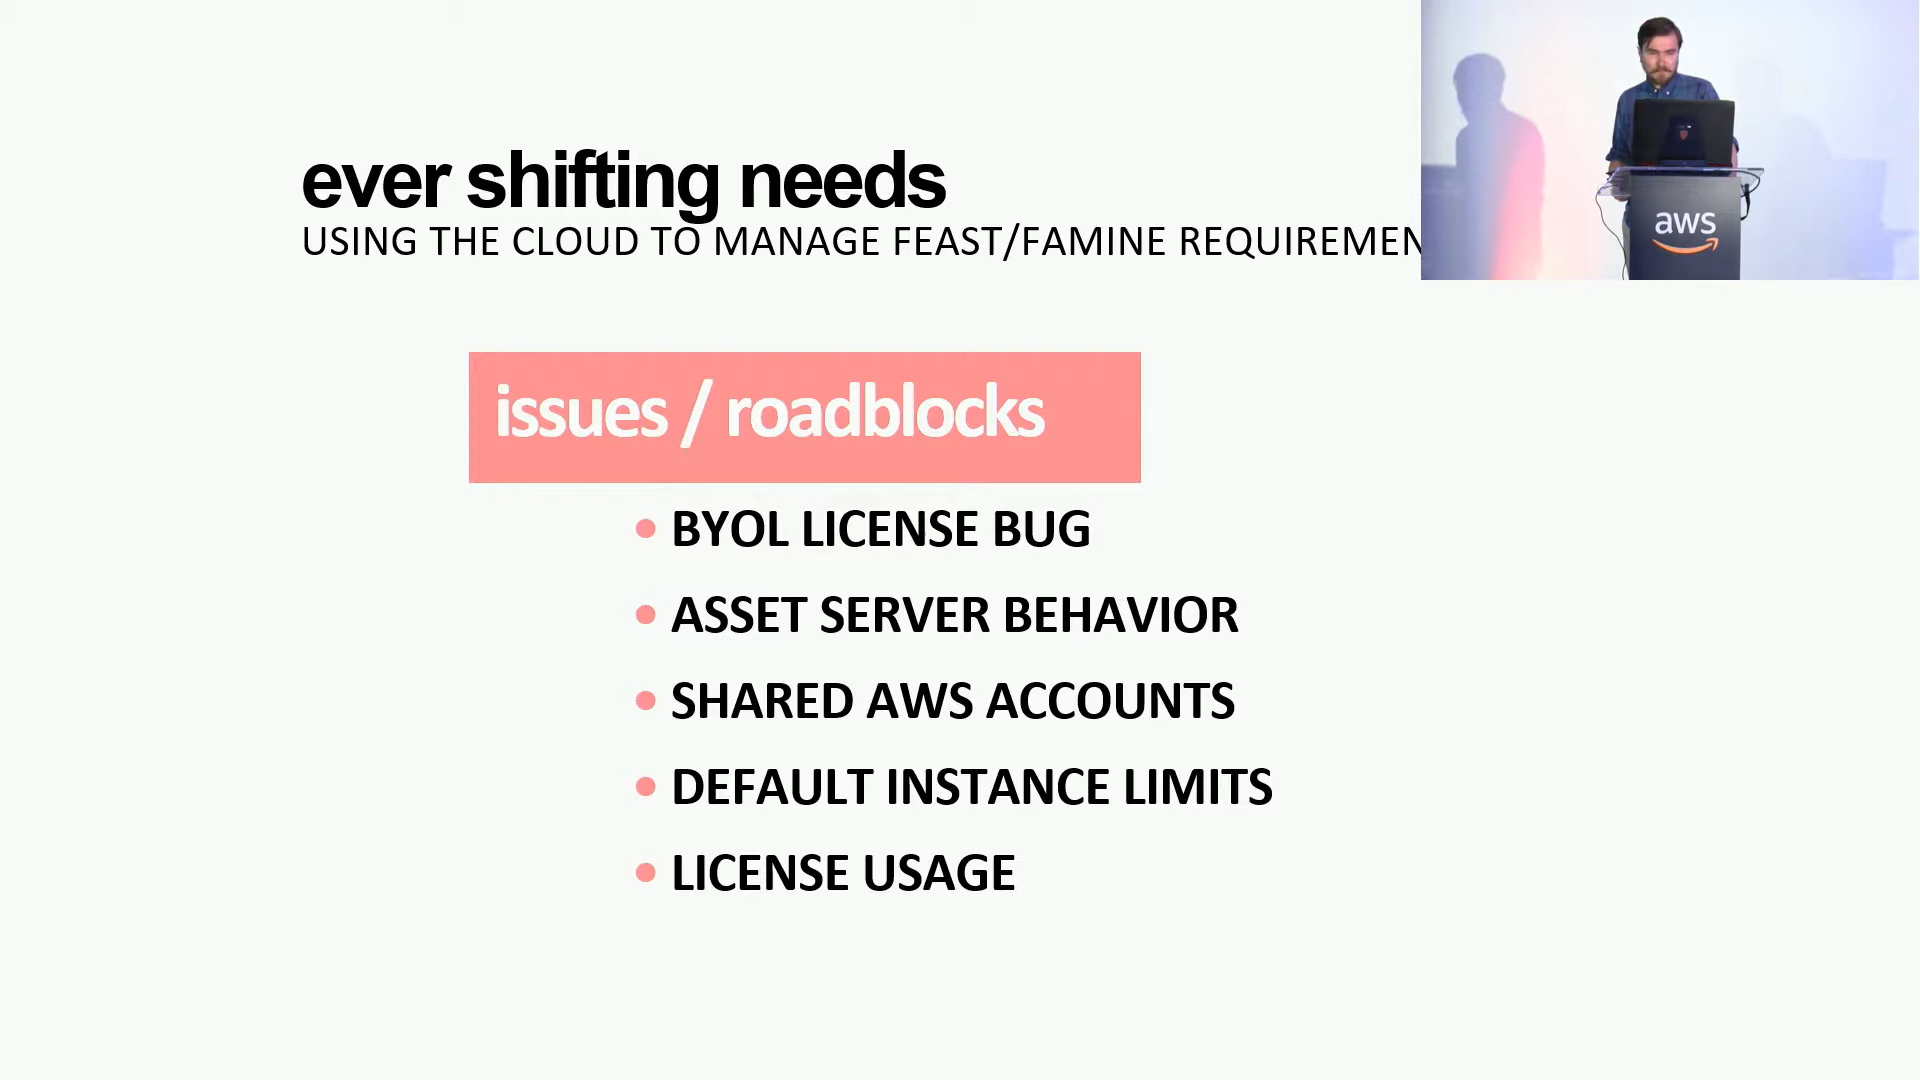 ever shifting needs
USING THE CLOUD TO MANAGE FEAST/FAMINE REQUIREMEN
aws
issues / roadblocks
• BYOL LICENSE BUG
• ASSET SERVER BEHAVIOR
• SHARED AWS ACCOUNTS
• DEFAULT INSTANCE LIMITS
• LICENSE USAGE